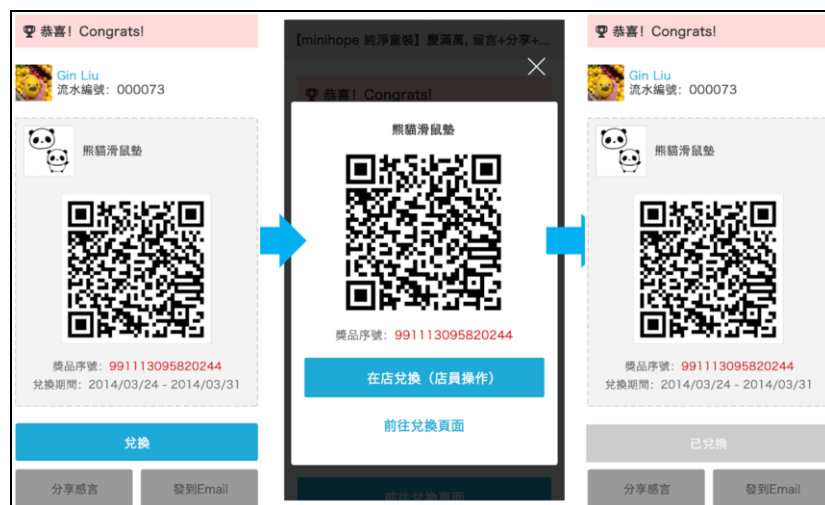 恭喜! Congrats!
Gin Liu
流水編號: 000073
熊貓滑鼠墊
獎品序號: 991113095820244
兌換期間: 2014/03/24 - 2014/03/31
兌換
分享感言
發到Email
【minihope 純淨童裝】慶滿萬, 留言+分享+...
恭喜! Congrats!
熊貓滑鼠墊
獎品序號: 991113095820244
在店兌換（店員操作）
前往兌換頁面
前往兌換頁面
恭喜! Congrats!
Gin Liu
流水編號: 000073
熊貓滑鼠墊
獎品序號: 991113095820244
兌換期間: 2014/03/24 - 2014/03/31
已兌換
分享感言
發到Email